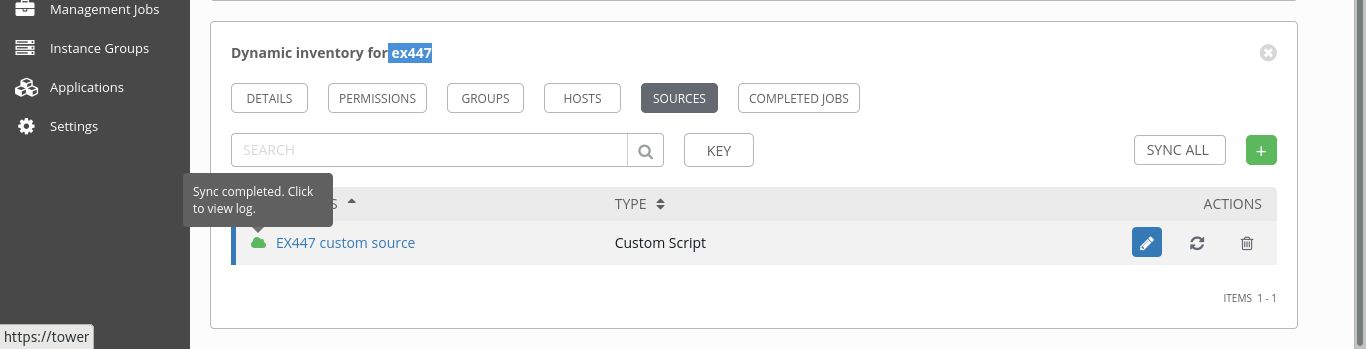 Management Jobs
Instance Groups
Applications
Settings
Dynamic inventory for ex447
DETAILS PERMISSIONS GROUPS HOSTS SOURCES COMPLETED JOBS
SEARCH KEY SYNC ALL +
Sync completed. Click
to view log.
S TYPE ACTIONS
EX447 custom source Custom Script
ITEMS 1 - 1
https://tower